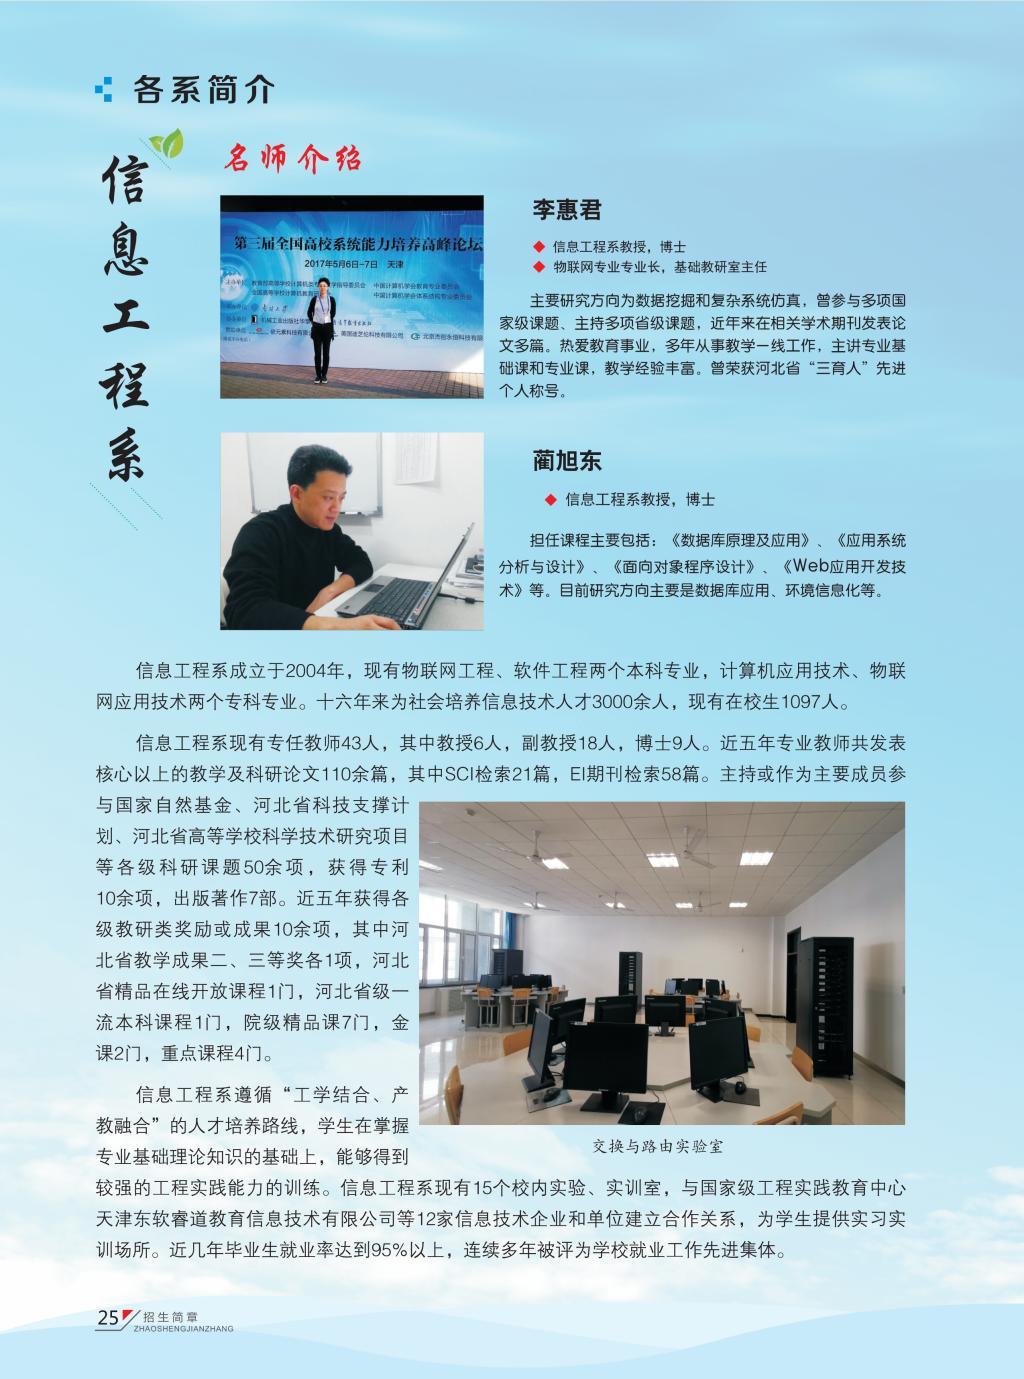 各系简介
信息工程系
名师介绍
第三届全国高校系统能力培养高峰论坛
2017年5月6日-7日 天津
李惠君
◆ 信息工程系教授，博士
◆ 物联网专业专业长，基础教研室主任
主要研究方向为数据挖掘和复杂系统仿真，曾参与多项国
家级课题、主持多项省级课题，近年来在相关学术期刊发表论
文多篇。热爱教育事业，多年从事教学一线工作，主讲专业基
础课和专业课，教学经验丰富。曾荣获河北省“三育人”先进
个人称号。
蔺旭东
◆ 信息工程系教授，博士
担任课程主要包括：《数据库原理及应用》、《应用系统
分析与设计》、《面向对象程序设计》、《Web应用开发技
术》等。目前研究方向主要是数据库应用、环境信息化等。
信息工程系成立于2004年，现有物联网工程、软件工程两个本科专业，计算机应用技术、物联
网应用技术两个专科专业。十六年来为社会培养信息技术人才3000余人，现有在校生1097人。
信息工程系现有专任教师43人，其中教授6人，副教授18人，博士9人。近五年专业教师共发表
核心以上的教学及科研论文110余篇，其中SCI检索21篇，EI期刊检索58篇。主持或作为主要成员参
与国家自然基金、河北省科技支撑计
划、河北省高等学校科学技术研究项目
等各级科研课题50余项，获得专利
10余项，出版著作7部。近五年获得各
级教研类奖励或成果10余项，其中河
北省教学成果二、三等奖各1项，河北
省精品在线开放课程1门，河北省级一
流本科课程1门，院级精品课7门，金
课2门，重点课程4门。
信息工程系遵循“工学结合、产
教融合”的人才培养路线，学生在掌握
专业基础理论知识的基础上，能够得到
交换与路由实验室
较强的工程实践能力的训练。信息工程系现有15个校内实验、实训室，与国家级工程实践教育中心
天津东软睿道教育信息技术有限公司等12家信息技术企业和单位建立合作关系，为学生提供实习实
训场所。近几年毕业生就业率达到95%以上，连续多年被评为学校就业工作先进集体。
25 招生简章
ZHAOSHENGJIANZHANG